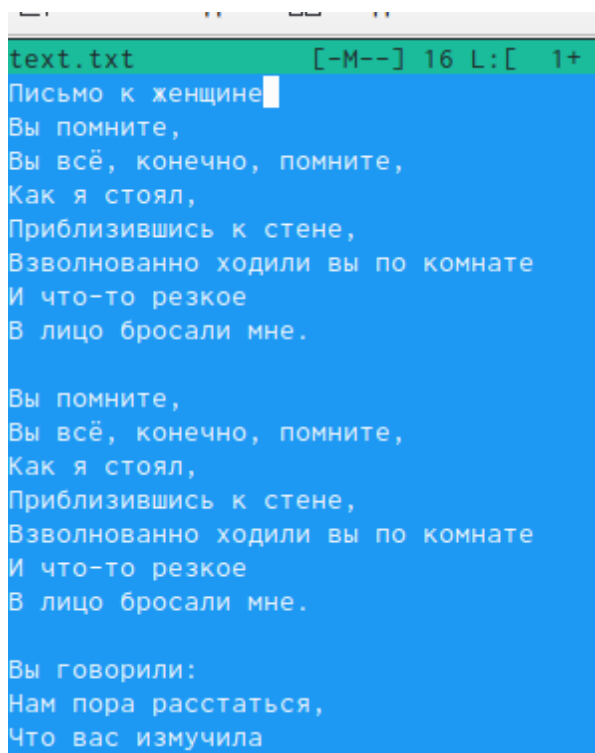 text.txt [-M--] 16 L:[ 1+
Письмо к женщине
Вы помните,
Вы всё, конечно, помните,
Как я стоял,
Приблизившись к стене,
Взволнованно ходили вы по комнате
И что-то резкое
В лицо бросали мне.

Вы помните,
Вы всё, конечно, помните,
Как я стоял,
Приблизившись к стене,
Взволнованно ходили вы по комнате
И что-то резкое
В лицо бросали мне.

Вы говорили:
Нам пора расстаться,
Что вас измучила